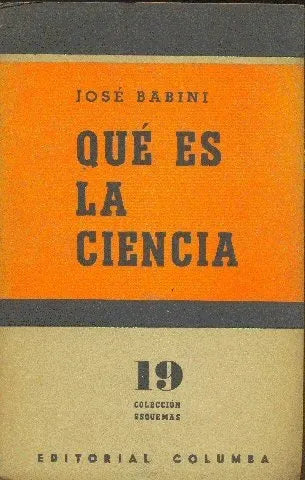 JOSÉ BABINI
QUÉ ES
LA
CIENCIA
19
COLECCIÓN
ESQUEMAS
EDITORIAL COLUMBA